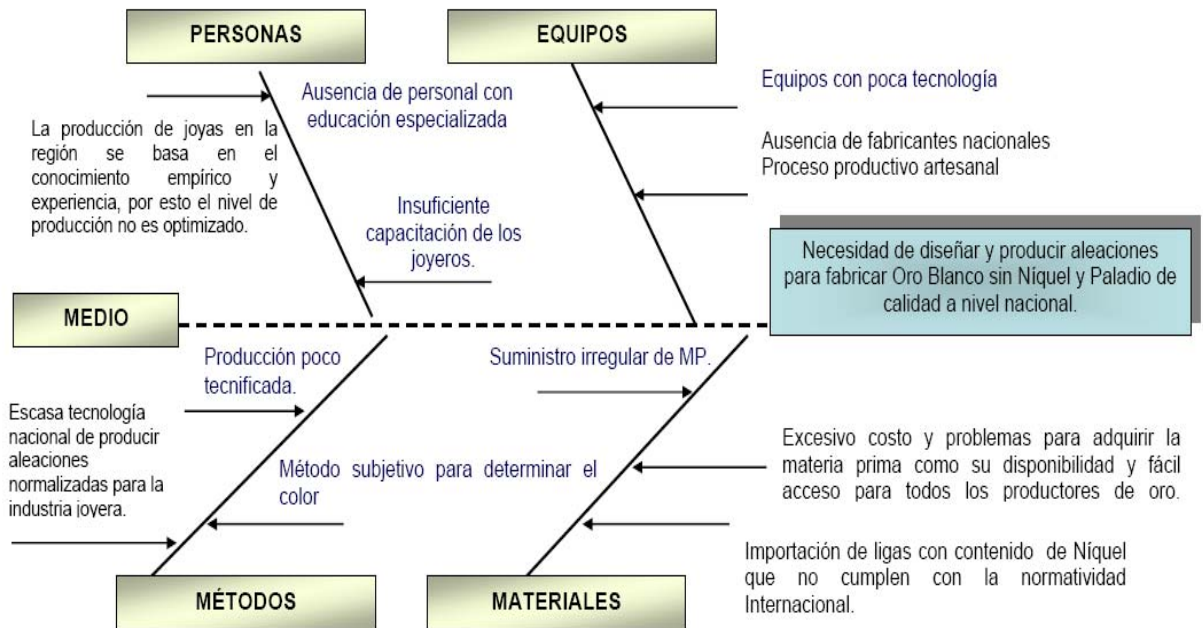 PERSONAS
EQUIPOS
La producción de joyas en la
región se basa en el
conocimiento empírico y
experiencia, por esto el nivel de
producción no es optimizado.
Ausencia de personal con
educación especializada
Insuficiente
capacitación de los
joyeros.
Equipos con poca tecnología
Ausencia de fabricantes nacionales
Proceso productivo artesanal
Necesidad de diseñar y producir aleaciones
para fabricar Oro Blanco sin Níquel y Paladio de
calidad a nivel nacional.
MEDIO
Producción poco
tecnificada.
Escasa tecnología
nacional de producir
aleaciones
normalizadas para la
industria joyera.
Método subjetivo para determinar el
color
Suministro irregular de MP.
Excesivo costo y problemas para adquirir la
materia prima como su disponibilidad y fácil
acceso para todos los productores de oro.
Importación de ligas con contenido de Níquel
que no cumplen con la normatividad
Internacional.
MÉTODOS
MATERIALES